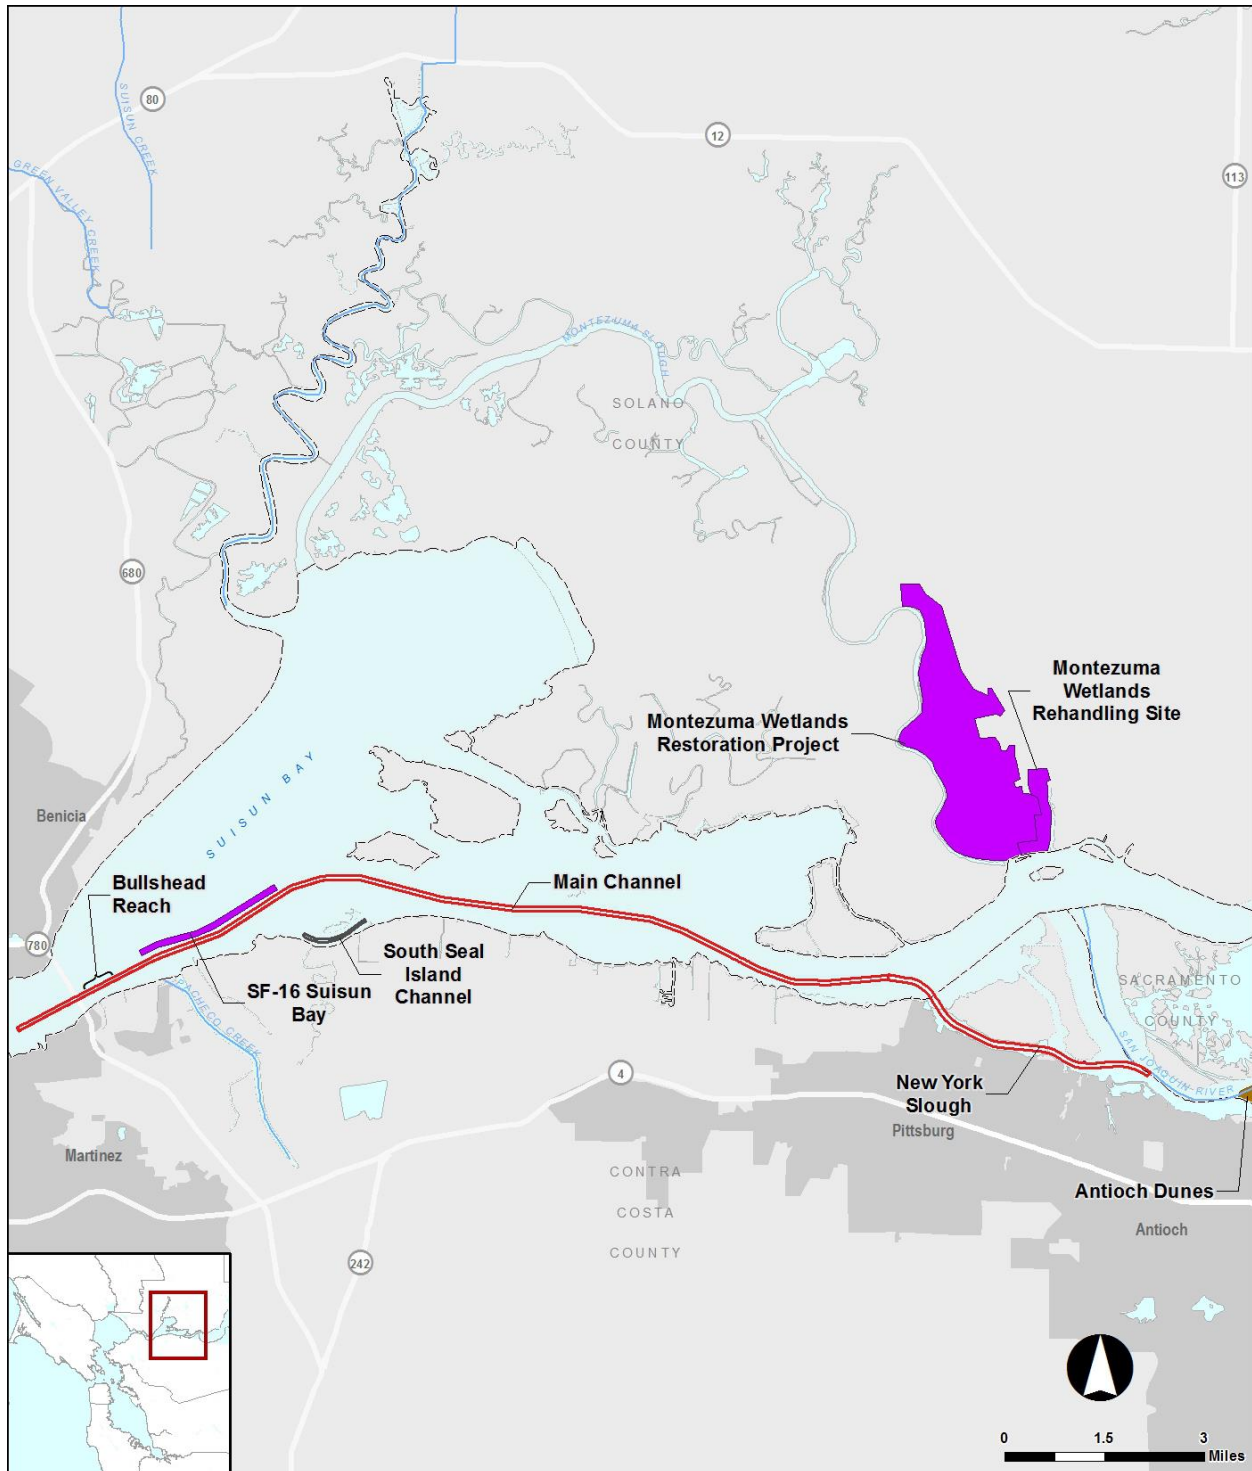 80
SUISUN CREEK
12
113
GREEN VALLEY CREEK
MONTEZUMA SLOUGH
SOLANO
COUNTY
680
Montezuma
Wetlands
Rehandling Site
Montezuma Wetlands
Restoration Project
SUISUN BAY
Benicia
Bullshead
Reach
Main Channel
780
South Seal
Island
Channel
SF-16 Suisun
Bay
PACHECO CREEK
SACRAMENTO
COUNTY
SAN JOAQUIN RIVER
4
New York
Slough
Pittsburg
Martinez
CONTRA
COSTA
COUNTY
Antioch Dunes
Antioch
242
0
1.5
3
Miles